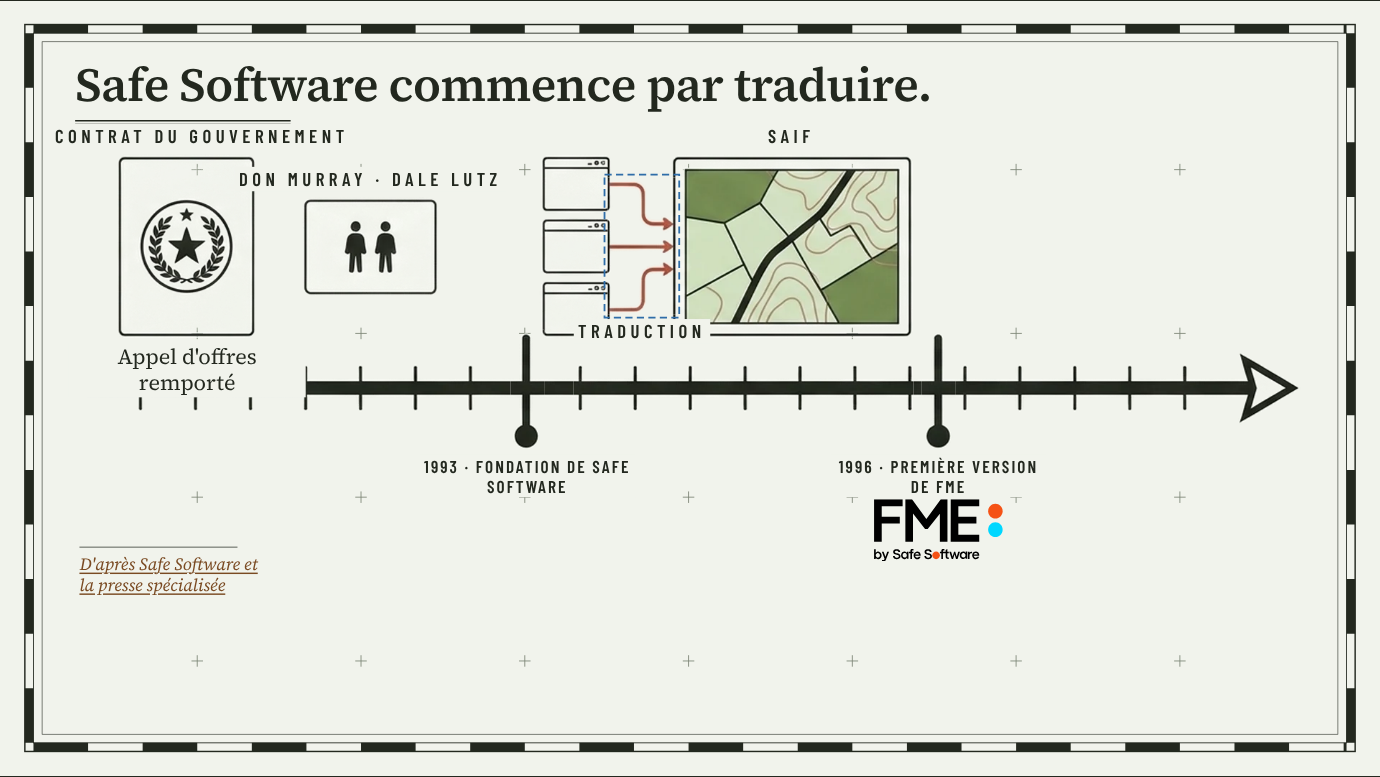 Safe Software commence par traduire.
CONTRAT DU GOUVERNEMENT
SAIF
DON MURRAY · DALE LUTZ
TRADUCTION
Appel d'offres
remporté
1993 · FONDATION DE SAFE
SOFTWARE
1996 · PREMIÈRE VERSION
DE FME
FME:
by Safe Software
D'après Safe Software et
la presse spécialisée